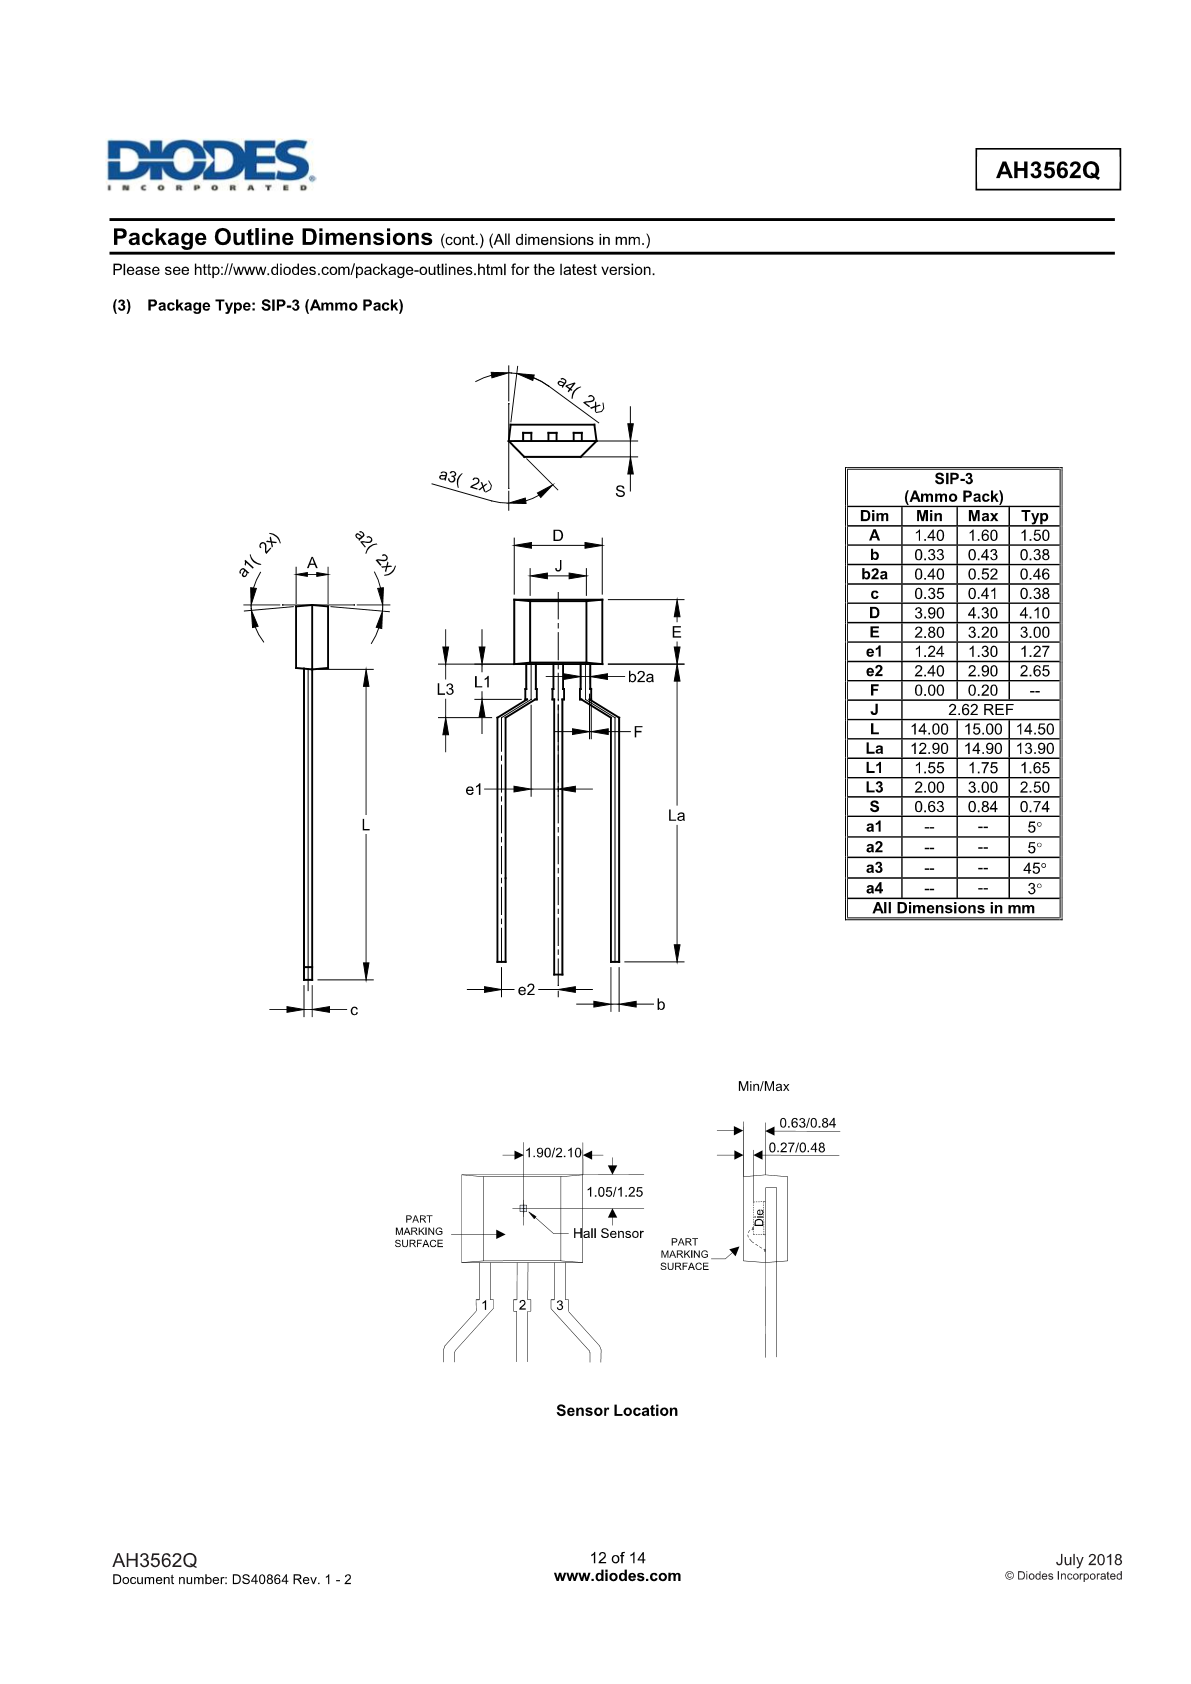 DIODES
INCORPORATED®
AH3562Q
Package Outline Dimensions (cont.) (All dimensions in mm.)
Please see http://www.diodes.com/package-outlines.html for the latest version.
(3) Package Type: SIP-3 (Ammo Pack)
a4( 2x)
a3( 2x)
S
a1( 2x)
A
a2( 2x)
D
J
E
L3
L1
b2a
F
e1
L
La
e2
b
c
SIP-3
(Ammo Pack)
Dim Min Max Typ
A 1.40 1.60 1.50
b 0.33 0.43 0.38
b2a 0.40 0.52 0.46
c 0.35 0.41 0.38
D 3.90 4.30 4.10
E 2.80 3.20 3.00
e1 1.24 1.30 1.27
e2 2.40 2.90 2.65
F 0.00 0.20 --
J 2.62 REF
L 14.00 15.00 14.50
La 12.90 14.90 13.90
L1 1.55 1.75 1.65
L3 2.00 3.00 2.50
S 0.63 0.84 0.74
a1 -- -- 5°
a2 -- -- 5°
a3 -- -- 45°
a4 -- -- 3°
All Dimensions in mm
Min/Max
0.63/0.84
0.27/0.48
1.90/2.10
1.05/1.25
PART
MARKING
SURFACE
Hall Sensor
Die
PART
MARKING
SURFACE
1 2 3
Sensor Location
AH3562Q
Document number: DS40864 Rev. 1 - 2
12 of 14
www.diodes.com
July 2018
© Diodes Incorporated